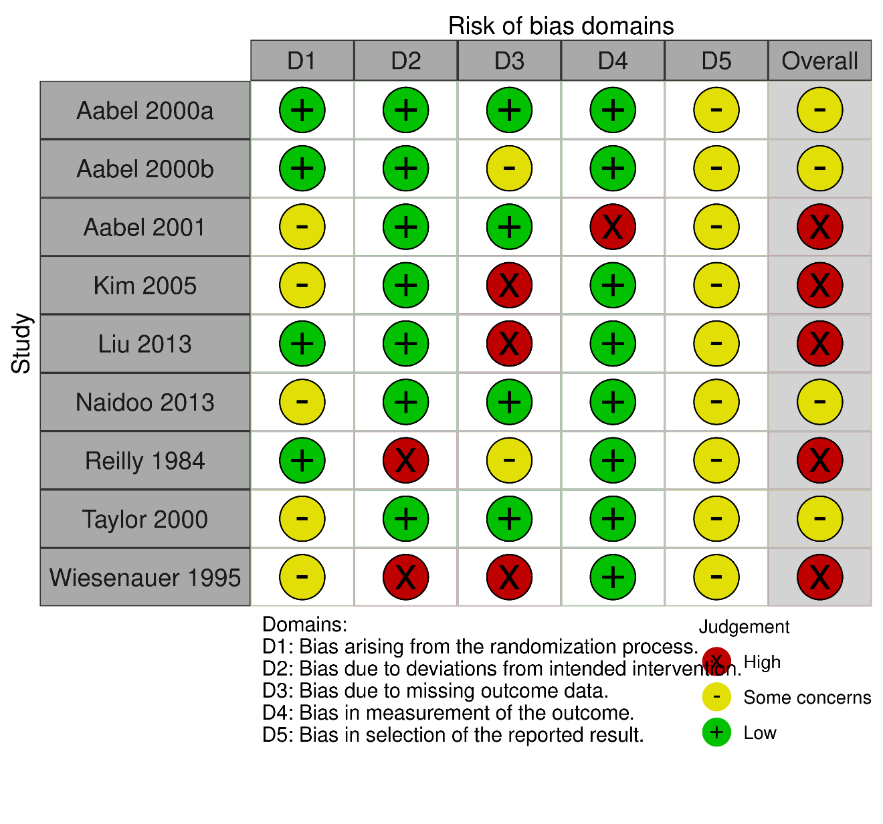 Risk of bias domains
D1 D2 D3 D4 D5 Overall
Study
Aabel 2000a + + + + - -
Aabel 2000b + + - + - -
Aabel 2001 - + + X - X
Kim 2005 - + X + - X
Liu 2013 + + X + - X
Naidoo 2013 - + + + - -
Reilly 1984 + X - + - X
Taylor 2000 - + + + - -
Wiesenauer 1995 - X X + - X
Domains:
D1: Bias arising from the randomization process.
D2: Bias due to deviations from intended intervention.
D3: Bias due to missing outcome data.
D4: Bias in measurement of the outcome.
D5: Bias in selection of the reported result.
Judgement
X High
- Some concerns
+ Low